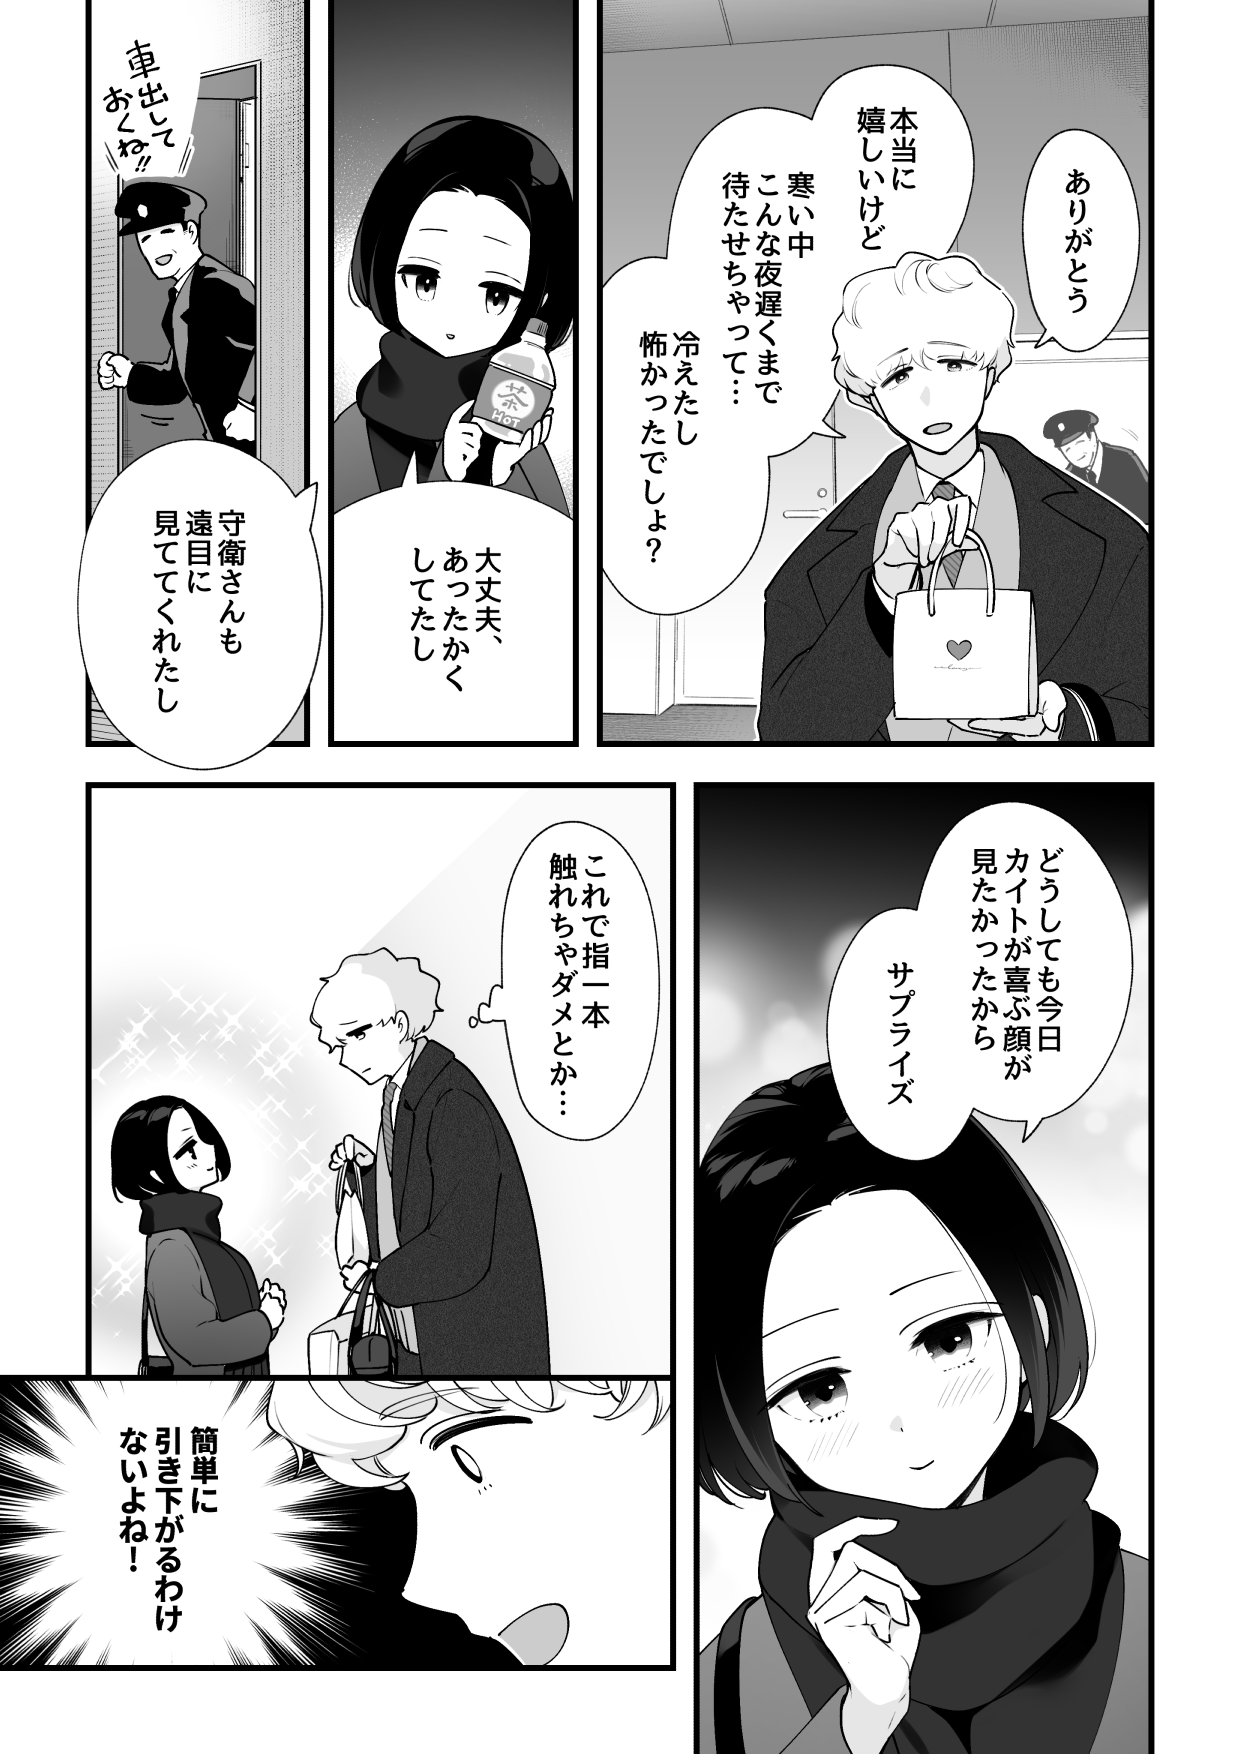 ありがとう
本当に
嬉しいけど
寒い中
こんな夜遅くまで
待たせちゃって…
冷えたし
怖かったでしょ？
茶
HOT
大丈夫、
あったかく
してたし
車出して
おくね!!
守衛さんも
遠目に
見ててくれたし
どうしても今日
カイトが喜ぶ顔が
見たかったから
サプライズ
これで指一本
触れちゃダメとか…
簡単に
引き下がるわけ
ないよね！